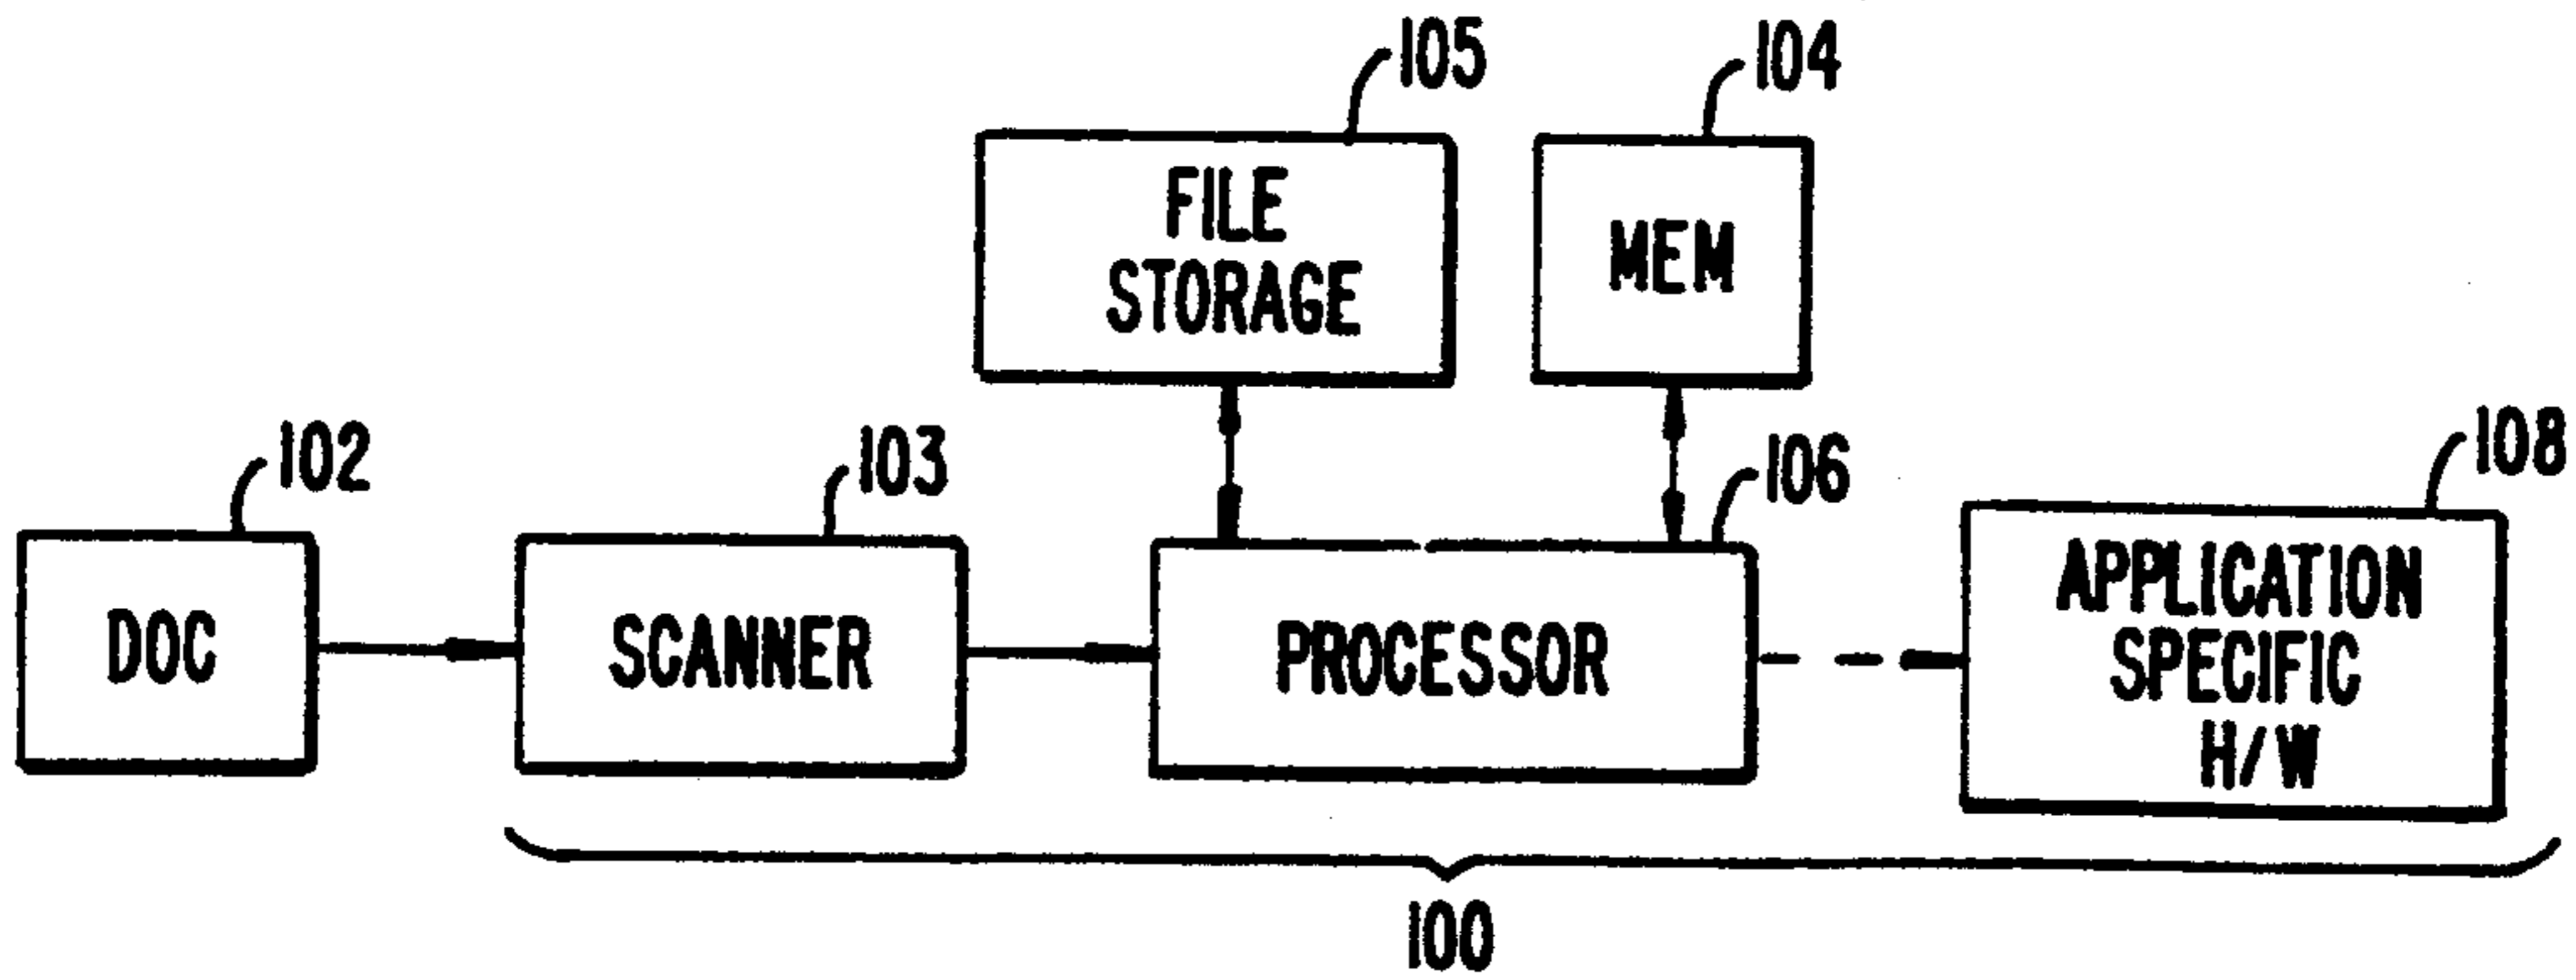 105
104
FILE
STORAGE
MEM
102
103
106
108
DOC
SCANNER
PROCESSOR
APPLICATION
SPECIFIC
H/W
100